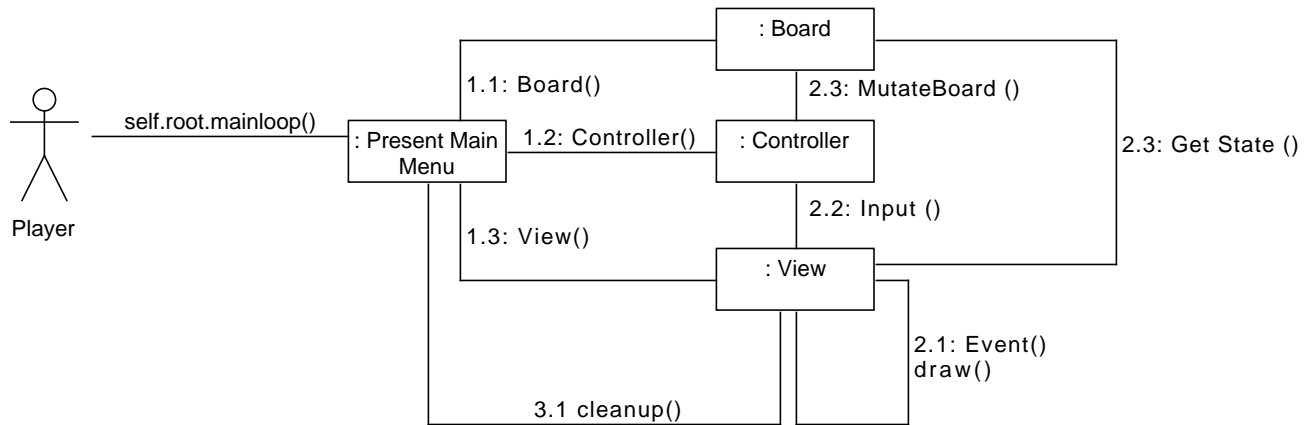 : Board
1.1: Board()
2.3: MutateBoard ()
self.root.mainloop()
: Present Main
Menu
1.2: Controller()
: Controller
2.3: Get State ()
2.2: Input ()
Player
1.3: View()
: View
2.1: Event()
draw()
3.1 cleanup()